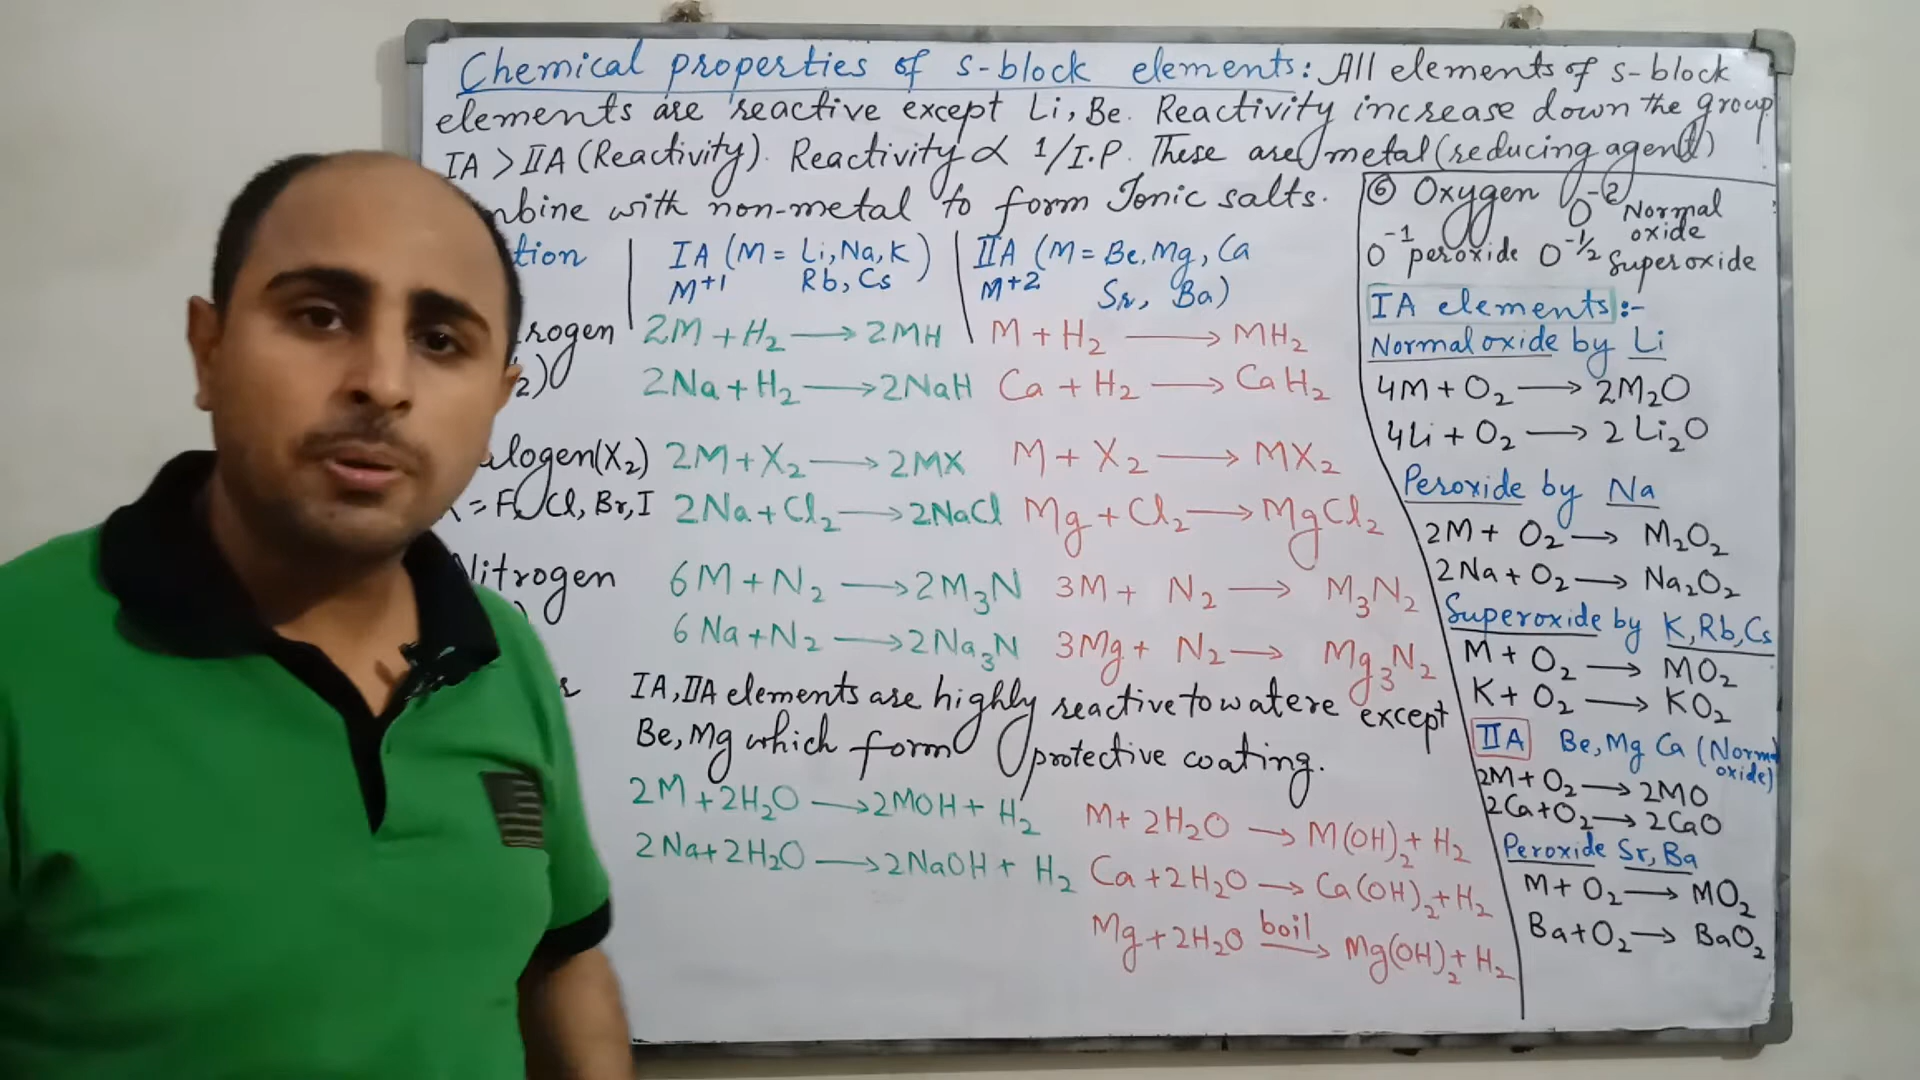 Chemical properties of s-block elements: All elements of s-block
elements are reactive except Li, Be. Reactivity increase down the group
IA > IIA (Reactivity). Reactivity ∝ 1/I.P. These are metal (reducing agent)
mbine with non-metal to form Ionic salts.
tion
IA (M = Li, Na, K
M+1 Rb, Cs)
IIA (M = Be, Mg, Ca
M+2 Sr, Ba)
rogen 2M + H2 → 2MH M + H2 → MH2
2) 2Na + H2 → 2NaH Ca + H2 → CaH2
alogen (X2) 2M + X2 → 2MX M + X2 → MX2
= F, Cl, Br, I 2Na + Cl2 → 2NaCl Mg + Cl2 → MgCl2
Nitrogen 6M + N2 → 2M3N 3M + N2 → M3N2
6Na + N2 → 2Na3N 3Mg + N2 → Mg3N2
r IA, IIA elements are highly reactive to watere except
Be, Mg which form protective coating.
2M + 2H2O → 2MOH + H2 M + 2H2O → M(OH)2 + H2
2Na + 2H2O → 2NaOH + H2 Ca + 2H2O → Ca(OH)2 + H2
Mg + 2H2O boil → Mg(OH)2 + H2
⑥ Oxygen O-2 Normal
oxide
O-1 peroxide O-1/2 Superoxide
IA elements:-
Normal oxide by Li
4M + O2 → 2M2O
4Li + O2 → 2Li2O
Peroxide by Na
2M + O2 → M2O2
2Na + O2 → Na2O2
Superoxide by K, Rb, Cs
M + O2 → MO2
K + O2 → KO2
IIA Be, Mg Ca (Normal
oxide)
2M + O2 → 2MO
2Ca + O2 → 2CaO
Peroxide Sr, Ba
M + O2 → MO2
Ba + O2 → BaO2